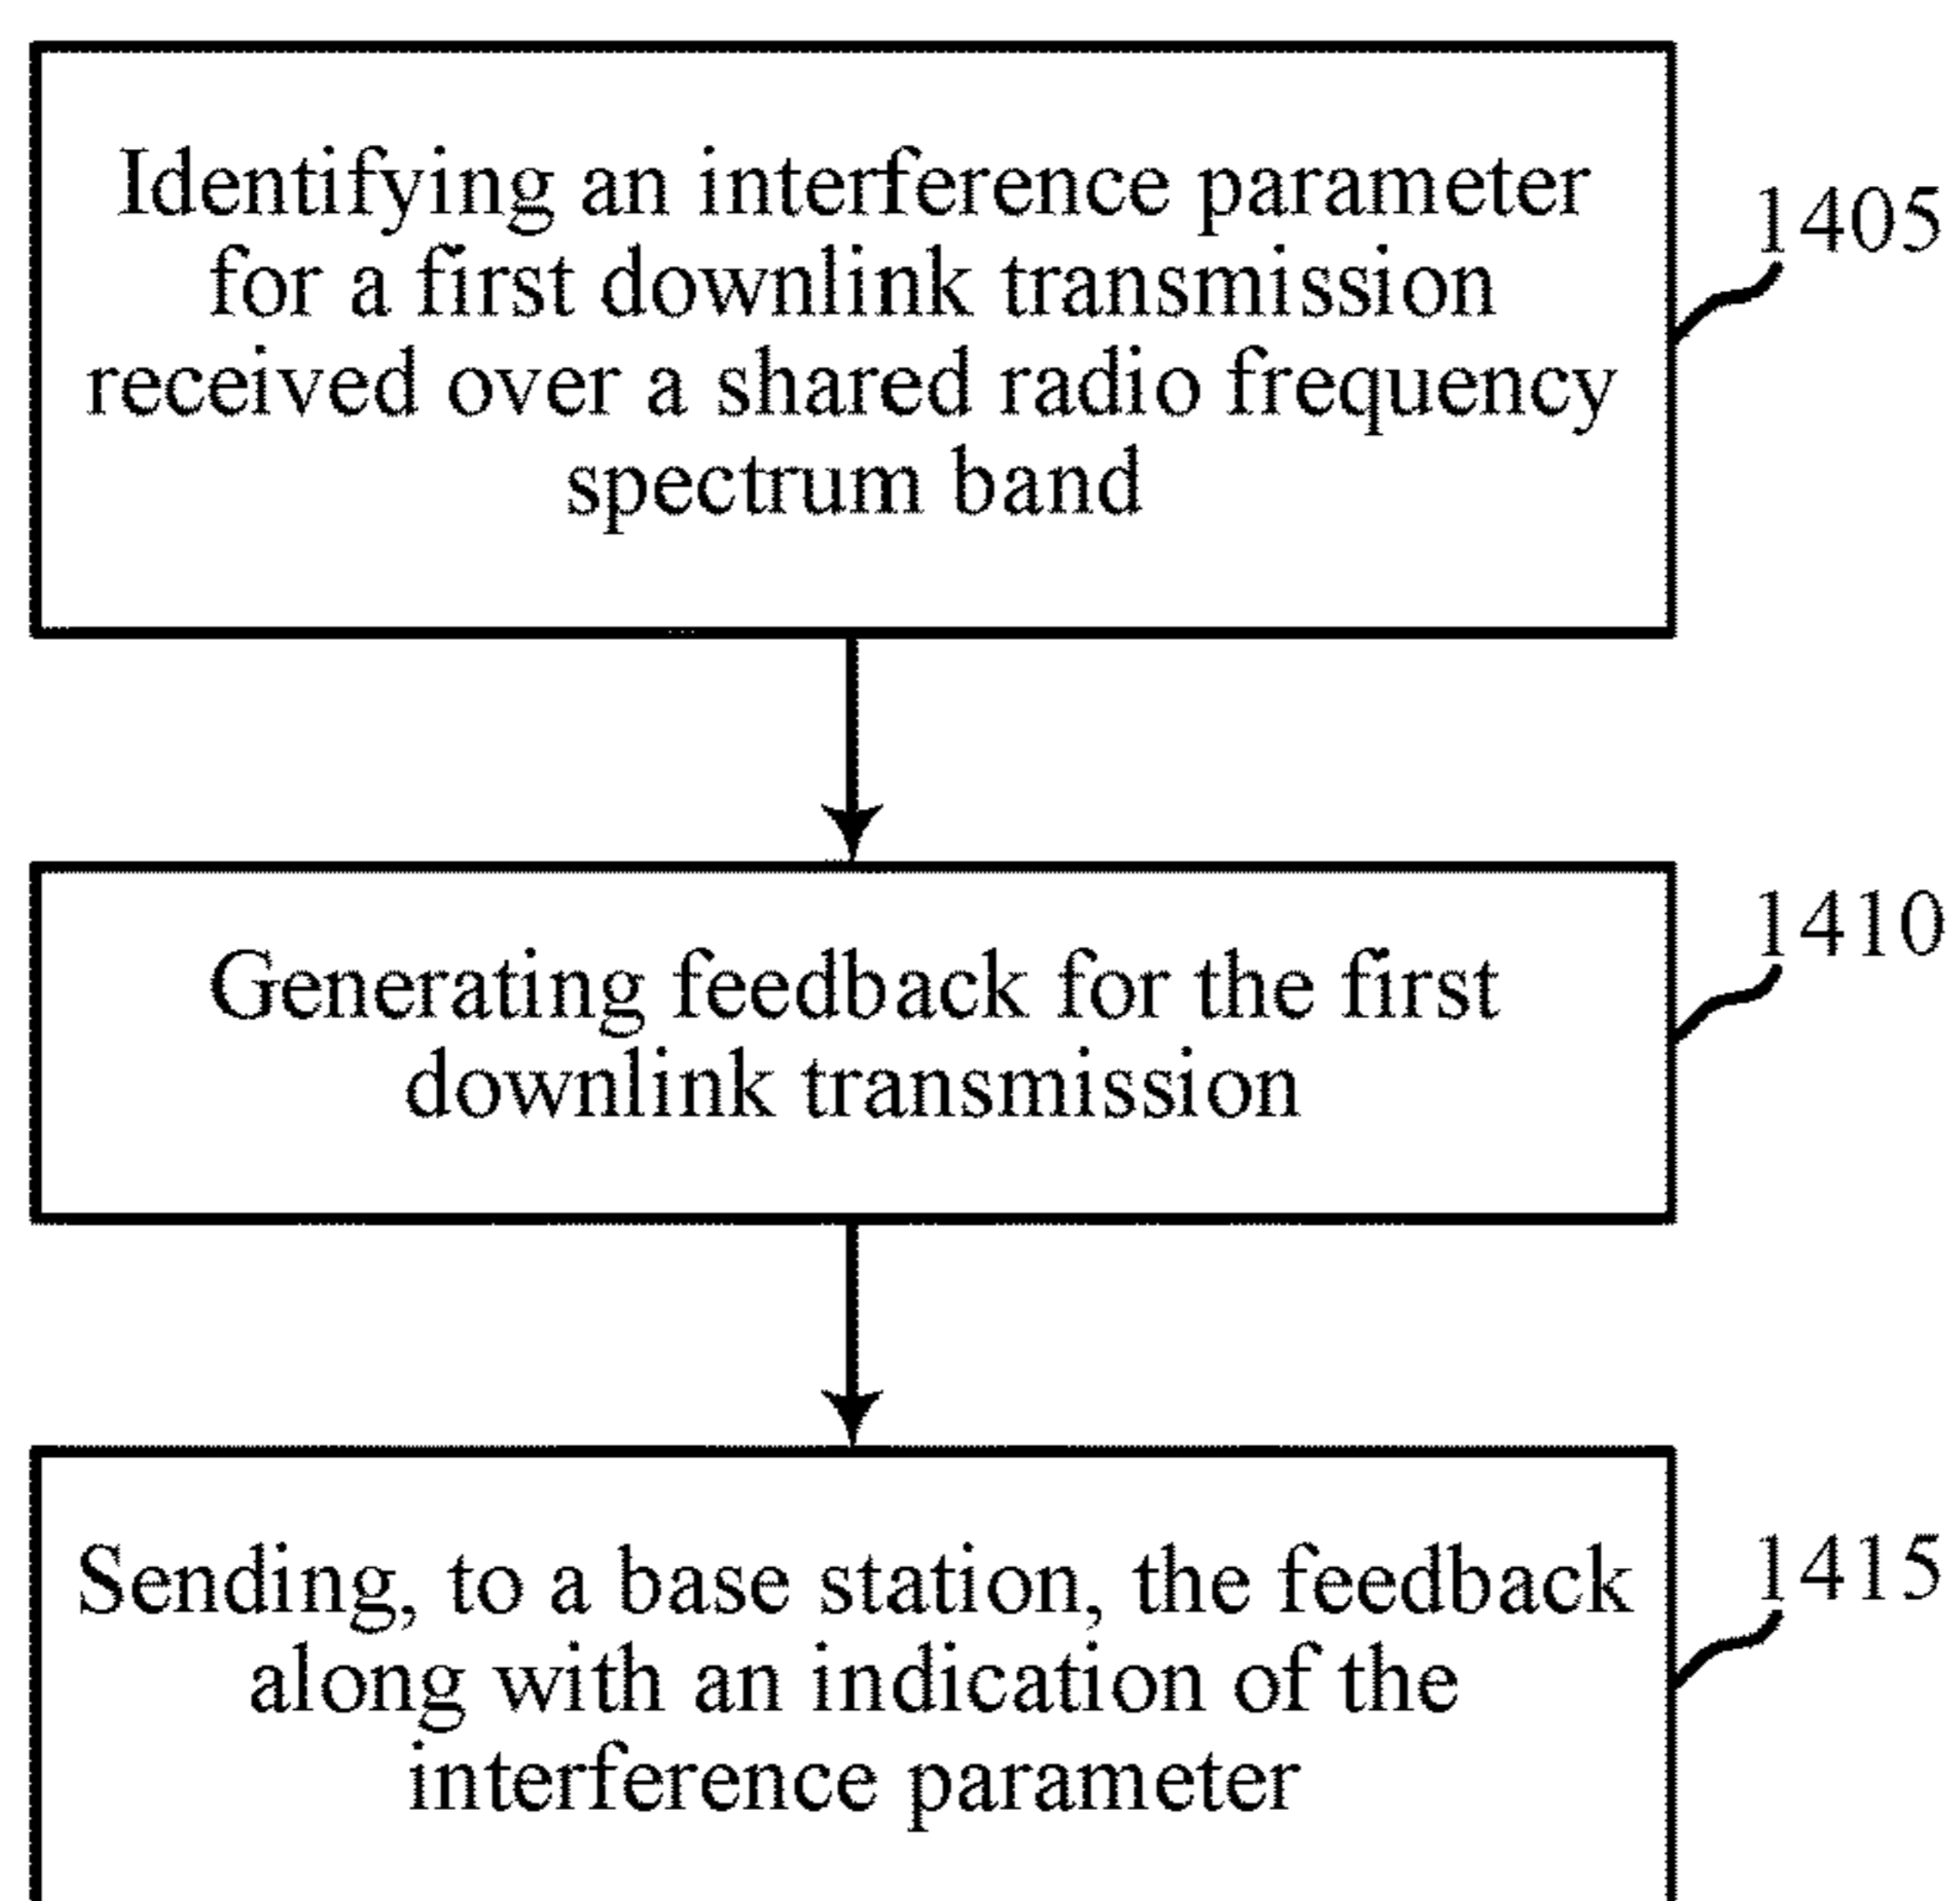 Identifying an interference parameter
for a first downlink transmission
received over a shared radio frequency
spectrum band
1405
Generating feedback for the first
downlink transmission
1410
Sending, to a base station, the feedback
along with an indication of the
interference parameter
1415